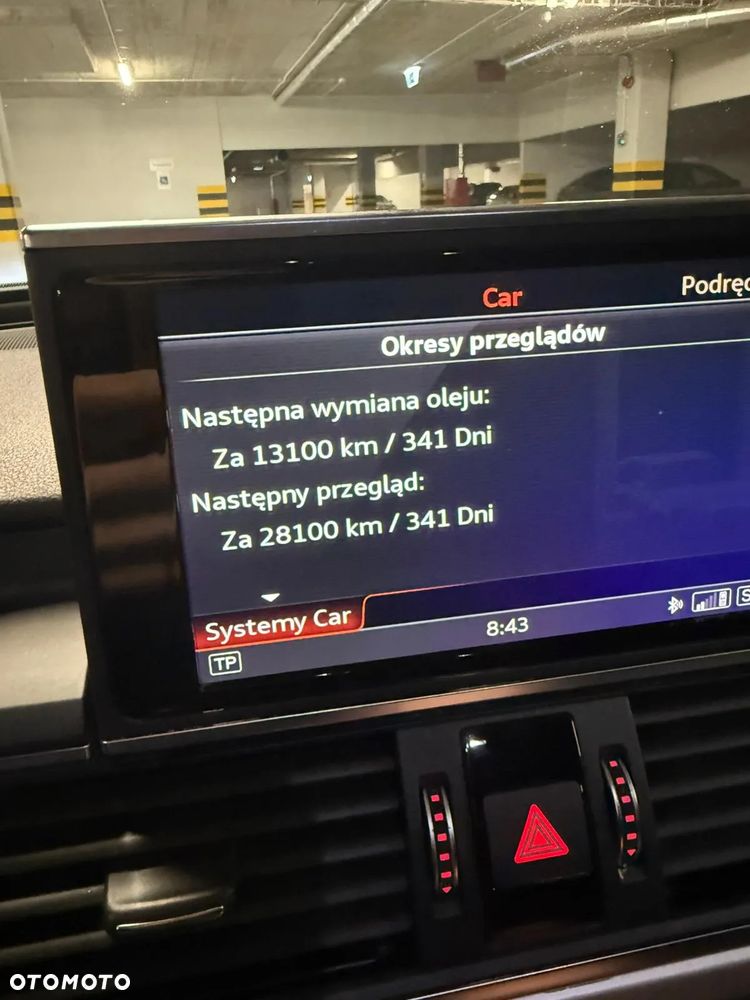 Car
Podręc
Okresy przeglądów
Następna wymiana oleju:
Za 13100 km / 341 Dni
Następny przegląd:
Za 28100 km / 341 Dni
Systemy Car
8:43
S
TP
OTOMOTO